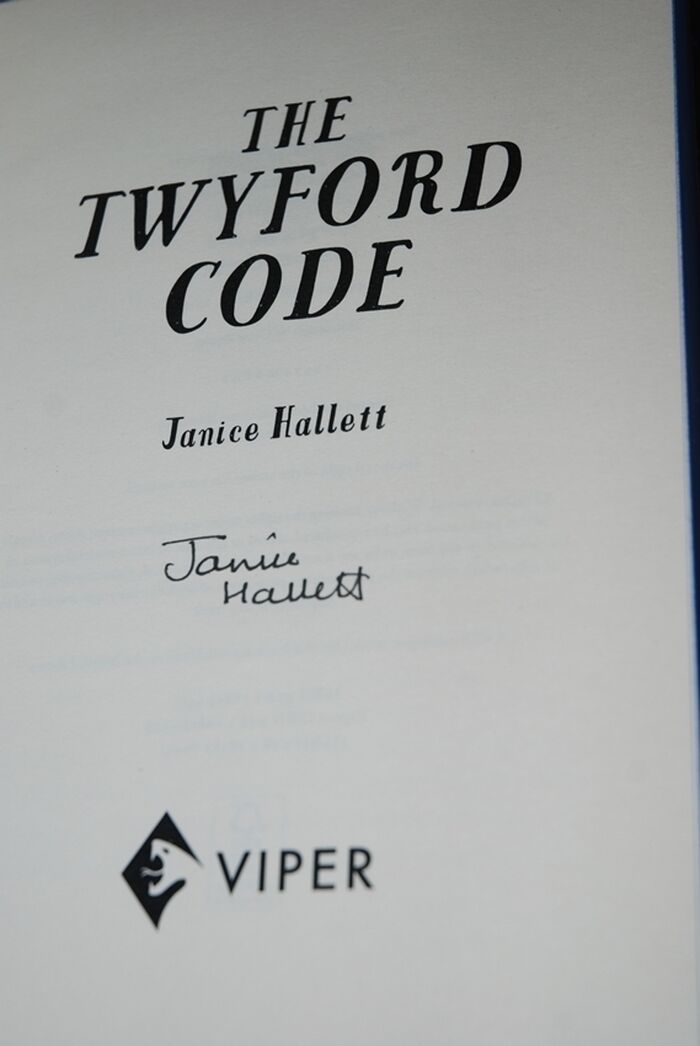 THE
TWYFORD
CODE
Janice Hallett
Janice
Hallett
VIPER